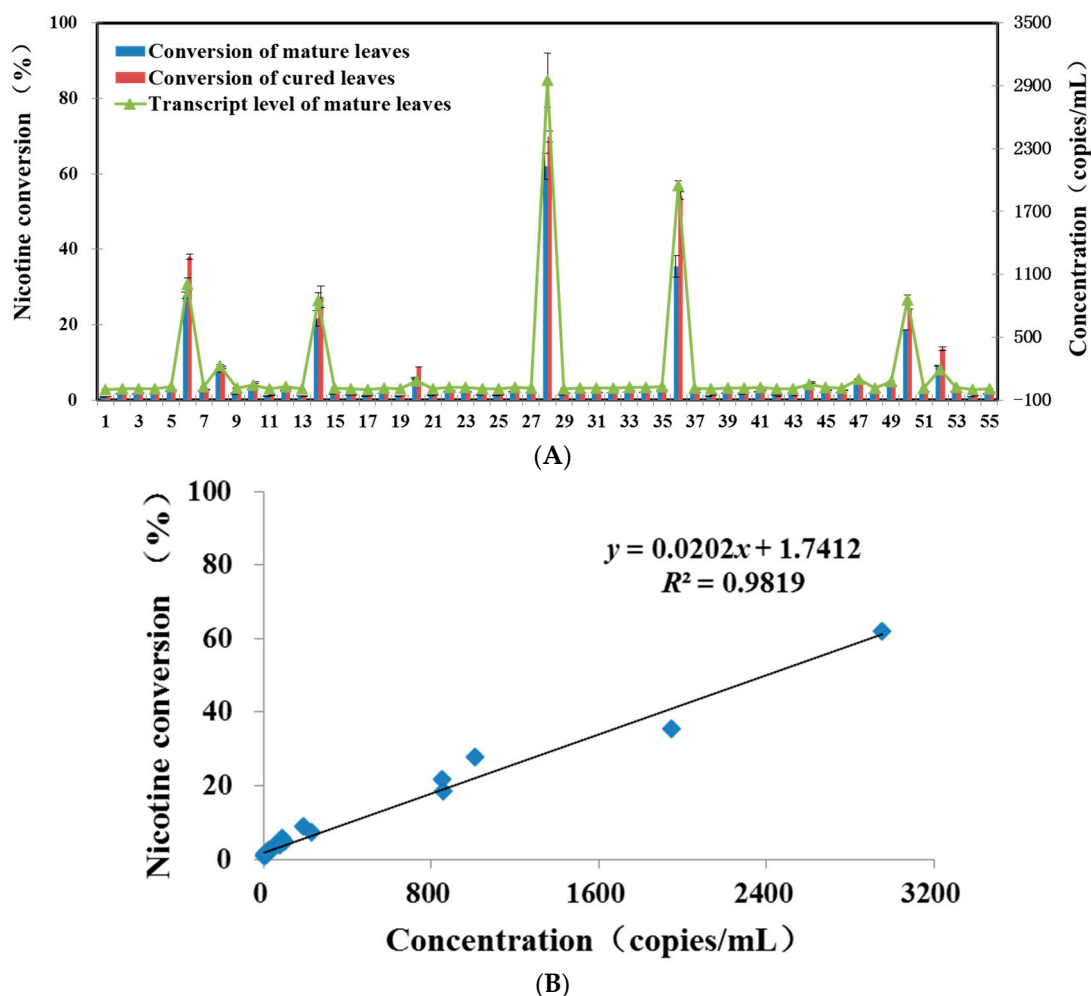 Nicotine conversion （%）
100
80
60
40
20
0
Conversion of mature leaves
Conversion of cured leaves
Transcript level of mature leaves
3500
2900
2300
1700
1100
500
−100
Concentration（copies/mL）
1 3 5 7 9 11 13 15 17 19 21 23 25 27 29 31 33 35 37 39 41 43 45 47 49 51 53 55
(A)
Nicotine conversion （%）
100
80
60
40
20
0
y = 0.0202x + 1.7412
R² = 0.9819
0 800 1600 2400 3200
Concentration（copies/mL）
(B)